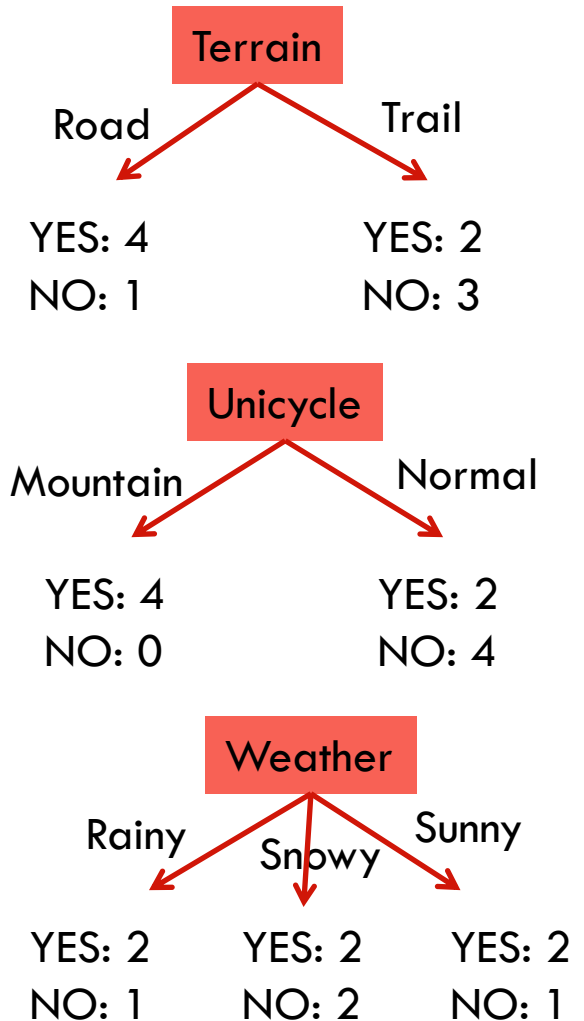 Terrain
Road Trail
YES: 4 YES: 2
NO: 1 NO: 3
Unicycle
Mountain Normal
YES: 4 YES: 2
NO: 0 NO: 4
Weather
Rainy Snowy Sunny
YES: 2 YES: 2 YES: 2
NO: 1 NO: 2 NO: 1